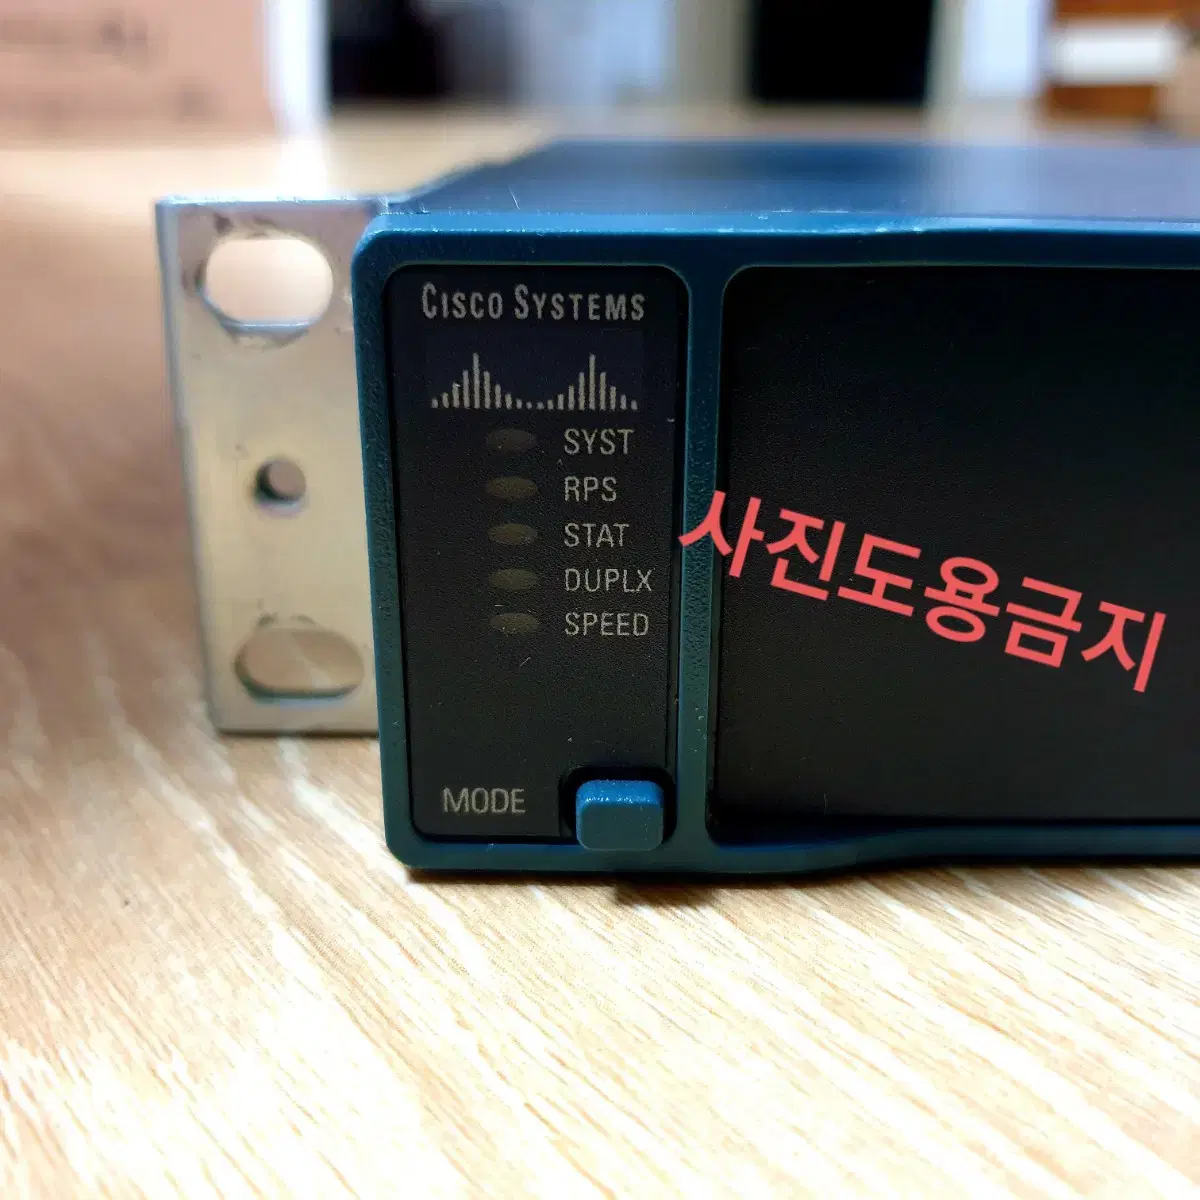 CISCO SYSTEMS
SYST
RPS
STAT
DUPLX
SPEED
사진도용금지
MODE